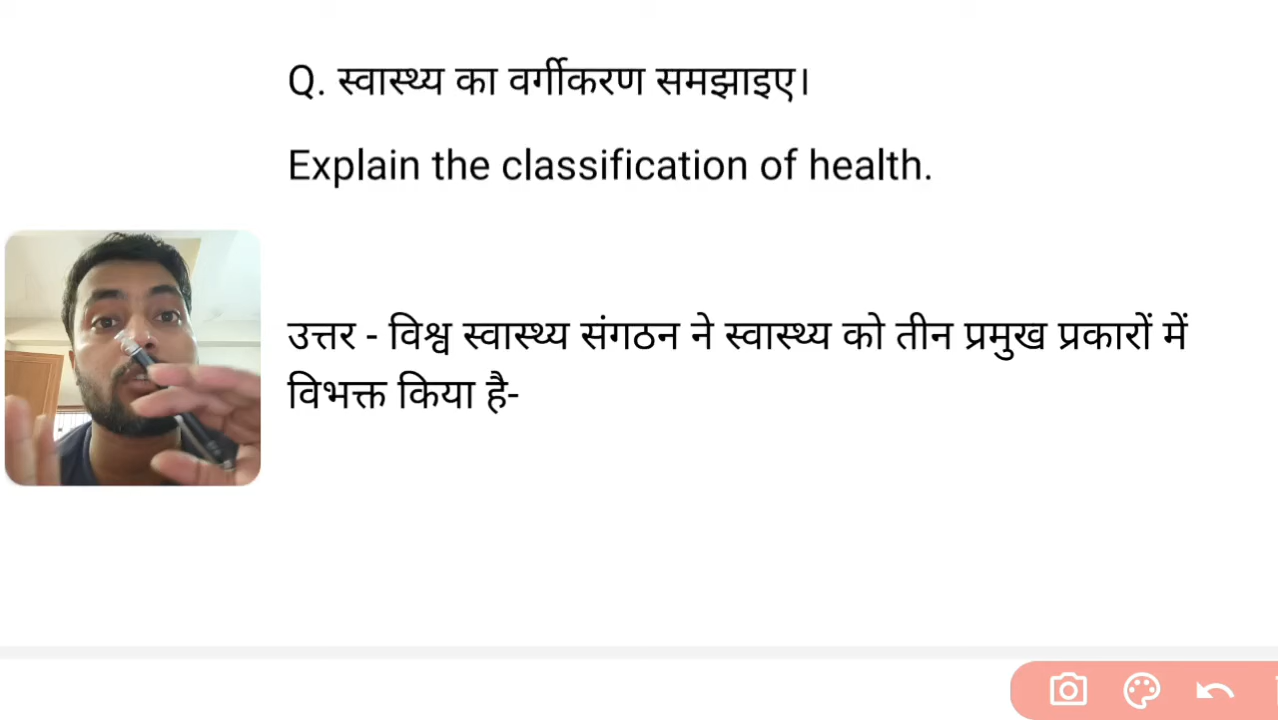 Q. स्वास्थ्य का वर्गीकरण समझाइए।
Explain the classification of health.
उत्तर - विश्व स्वास्थ्य संगठन ने स्वास्थ्य को तीन प्रमुख प्रकारों में
विभक्त किया है-